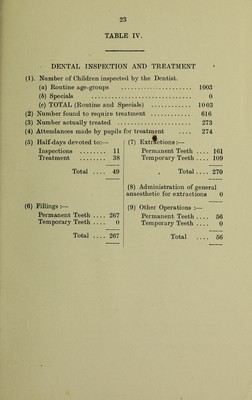 23
TABLE IV.
DENTAL INSPECTION AND TREATMENT
(1). Number of Children inspected by the Dentist.
(a) Routine age-groups ........ 1003
(b) Specials ........ 0
(c) TOTAL (Routine and Specials) ........ 1003
(2) Number found to require treatment ........ 616
(3) Number actually treated ........ 273
(4) Attendances made by pupils for treatment .... 274
(5) Half-days devoted to:—
Inspections ........ 11
Treatment ........ 38
Total .... 49
(6) Fillings :—
Permanent Teeth .... 267
Temporary Teeth .... 0
Total .... 267
(7) Extractions :—
Permanent Teeth .... 161
Temporary Teeth .... 109
Total .... 270
(8) Administration of general
anaesthetic for extractions 0
(9) Other Operations :—
Permanent Teeth .... 56
Temporary Teeth .... 0
Total .... 56